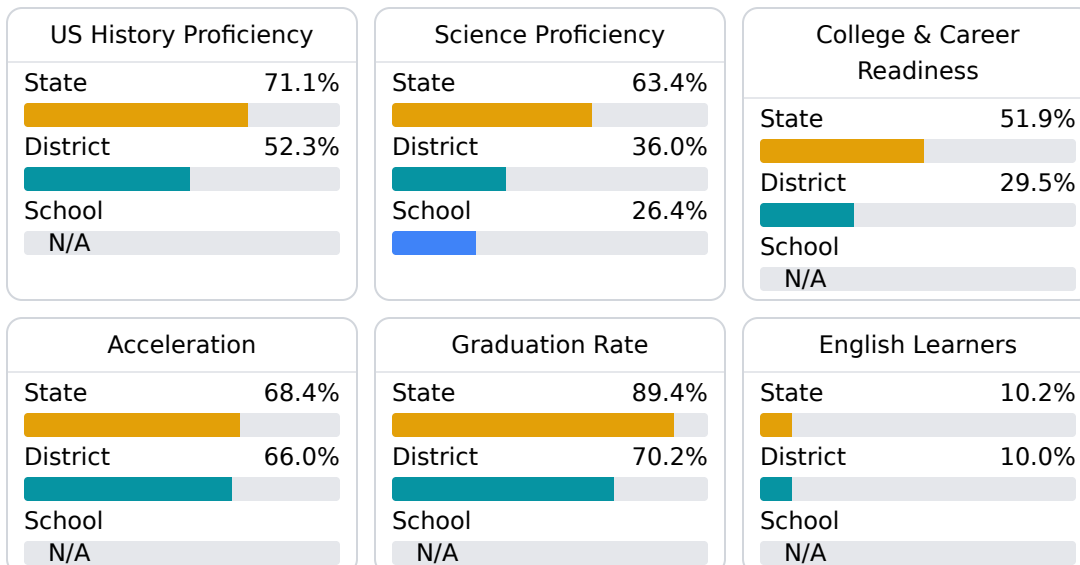 US History Proficiency
State 71.1%
District 52.3%
School
N/A
Science Proficiency
State 63.4%
District 36.0%
School 26.4%
College & Career
Readiness
State 51.9%
District 29.5%
School
N/A
Acceleration
State 68.4%
District 66.0%
School
N/A
Graduation Rate
State 89.4%
District 70.2%
School
N/A
English Learners
State 10.2%
District 10.0%
School
N/A